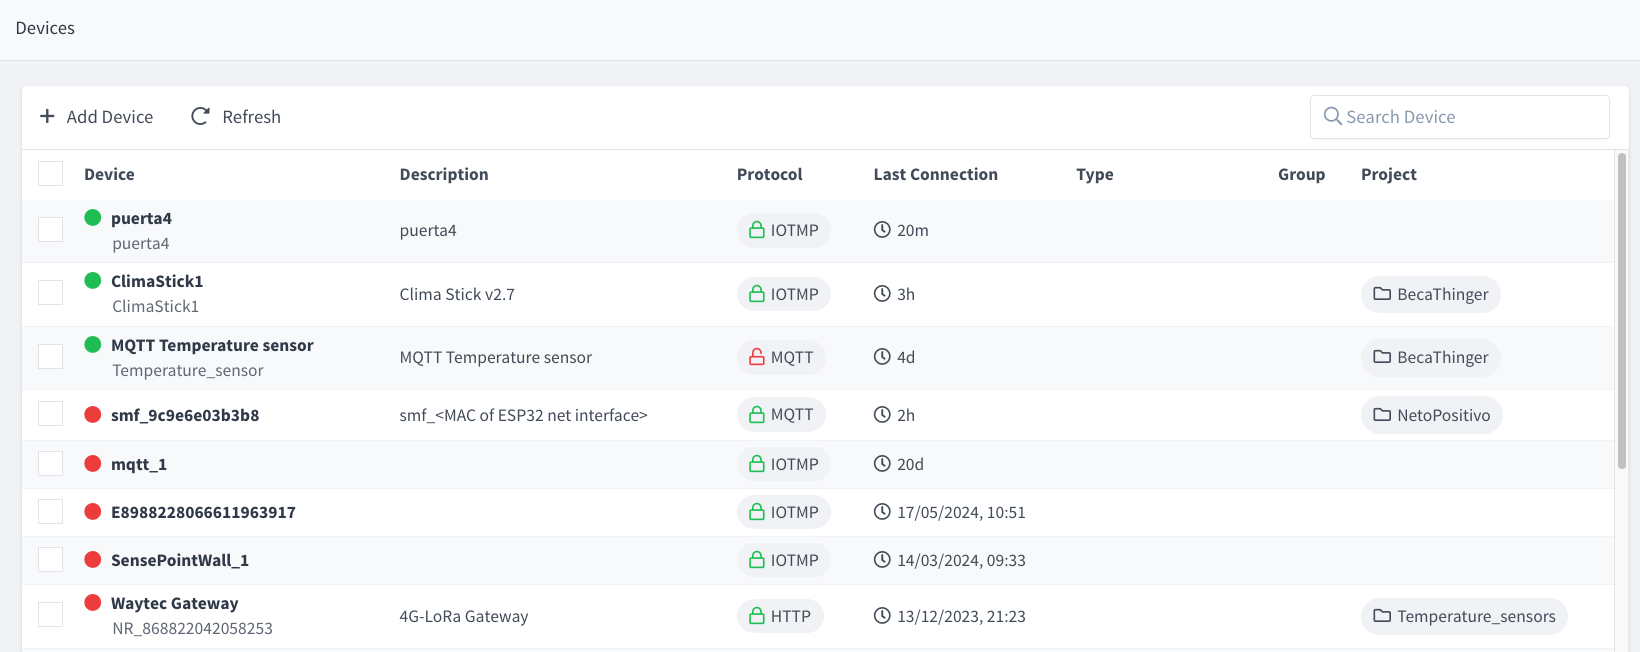 Devices
Add Device Refresh Search Device
Device Description Protocol Last Connection Type Group Project
puerta4
puerta4 puerta4 IOTMP 20m
ClimaStick1
ClimaStick1 Clima Stick v2.7 IOTMP 3h BecaThinger
MQTT Temperature sensor
Temperature_sensor MQTT Temperature sensor MQTT 4d BecaThinger
smf_9c9e6e03b3b8 smf_<MAC of ESP32 net interface> MQTT 2h NetoPositivo
mqtt_1 IOTMP 20d
E8988228066611963917 IOTMP 17/05/2024, 10:51
SensePointWall_1 IOTMP 14/03/2024, 09:33
Waytec Gateway
NR_868822042058253 4G-LoRa Gateway HTTP 13/12/2023, 21:23 Temperature_sensors